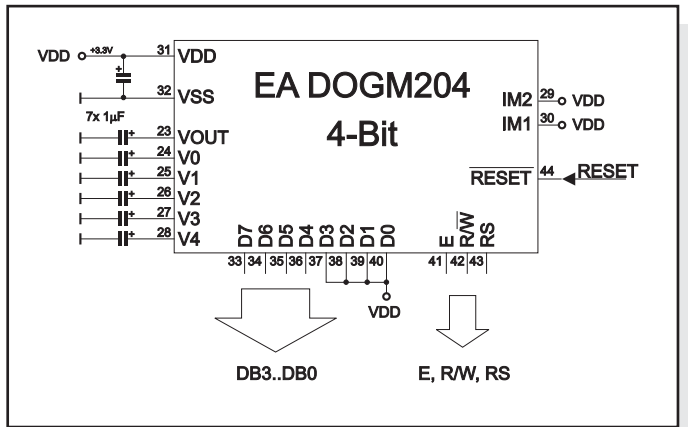 VDD +3.3V 31 VDD
EA DOGM204
4-Bit
32 VSS
7x 1µF
23 VOUT
24 V0
25 V1
26 V2
27 V3
28 V4
IM2 29 VDD
IM1 30 VDD
RESET 44 RESET
D7 D6 D5 D4 D3 D2 D1 D0 E R/W RS
33 34 35 36 37 38 39 40 41 42 43
VDD
DB3..DB0 E, R/W, RS